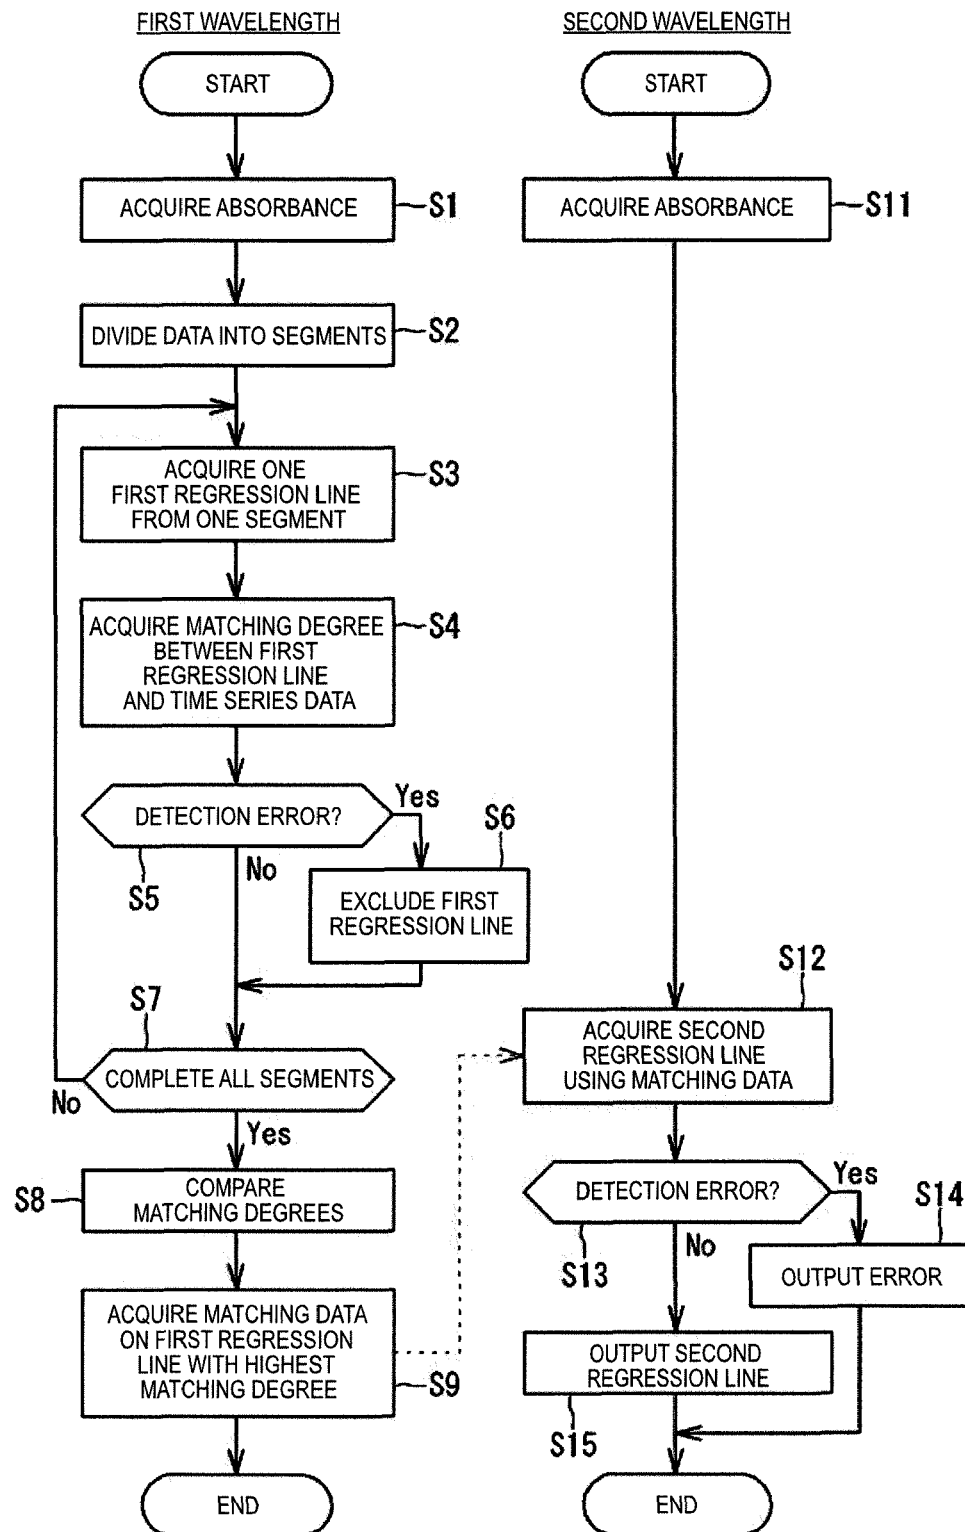 FIRST WAVELENGTH
START
ACQUIRE ABSORBANCE
S1
DIVIDE DATA INTO SEGMENTS
S2
ACQUIRE ONE
FIRST REGRESSION LINE
FROM ONE SEGMENT
S3
ACQUIRE MATCHING DEGREE
BETWEEN FIRST
REGRESSION LINE
AND TIME SERIES DATA
S4
DETECTION ERROR?
Yes
No
S5
S6
EXCLUDE FIRST
REGRESSION LINE
S7
COMPLETE ALL SEGMENTS
No
Yes
S8
COMPARE
MATCHING DEGREES
ACQUIRE MATCHING DATA
ON FIRST REGRESSION
LINE WITH HIGHEST
MATCHING DEGREE
S9
END
SECOND WAVELENGTH
START
ACQUIRE ABSORBANCE
S11
S12
ACQUIRE SECOND
REGRESSION LINE
USING MATCHING DATA
DETECTION ERROR?
Yes
No
S13
S14
OUTPUT ERROR
OUTPUT SECOND
REGRESSION LINE
S15
END